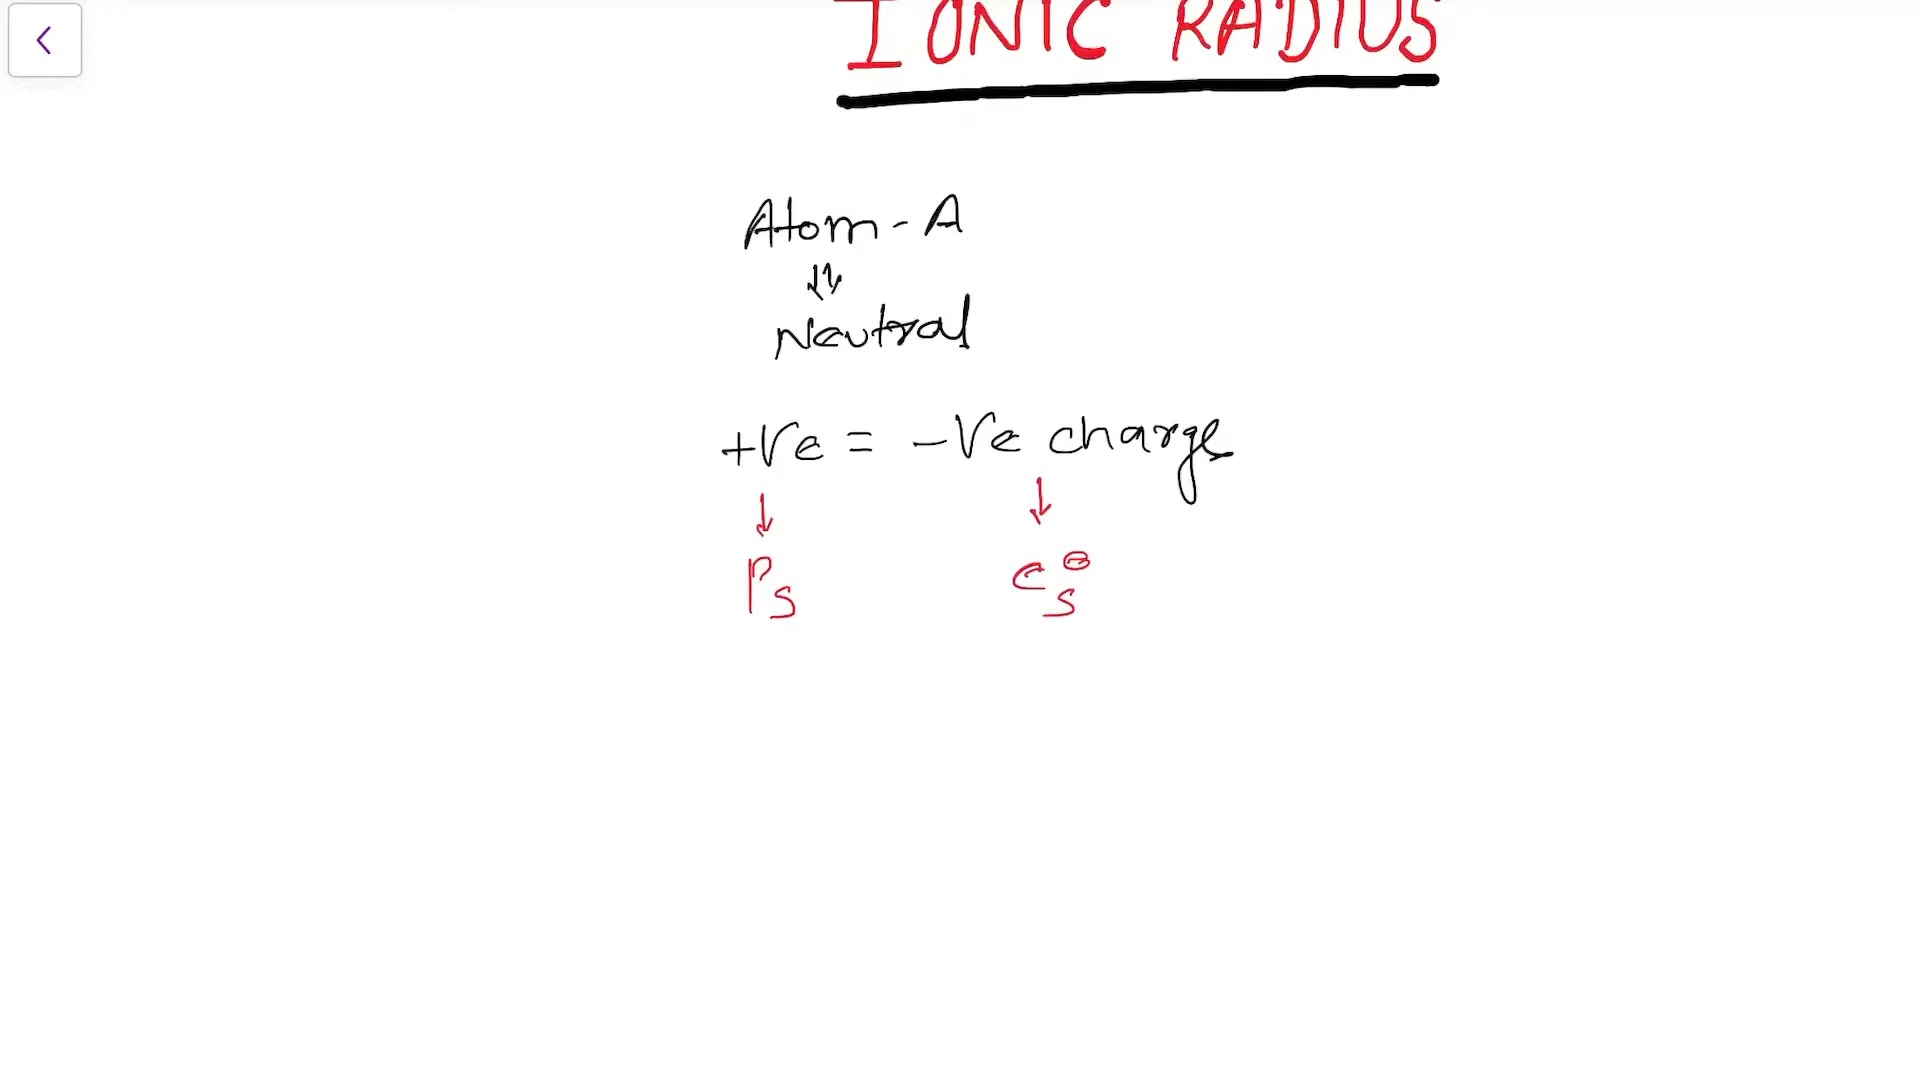 IONIC RADIUS
Atom - A
Neutral
+Ve = -Ve charge
Ps e⊖s